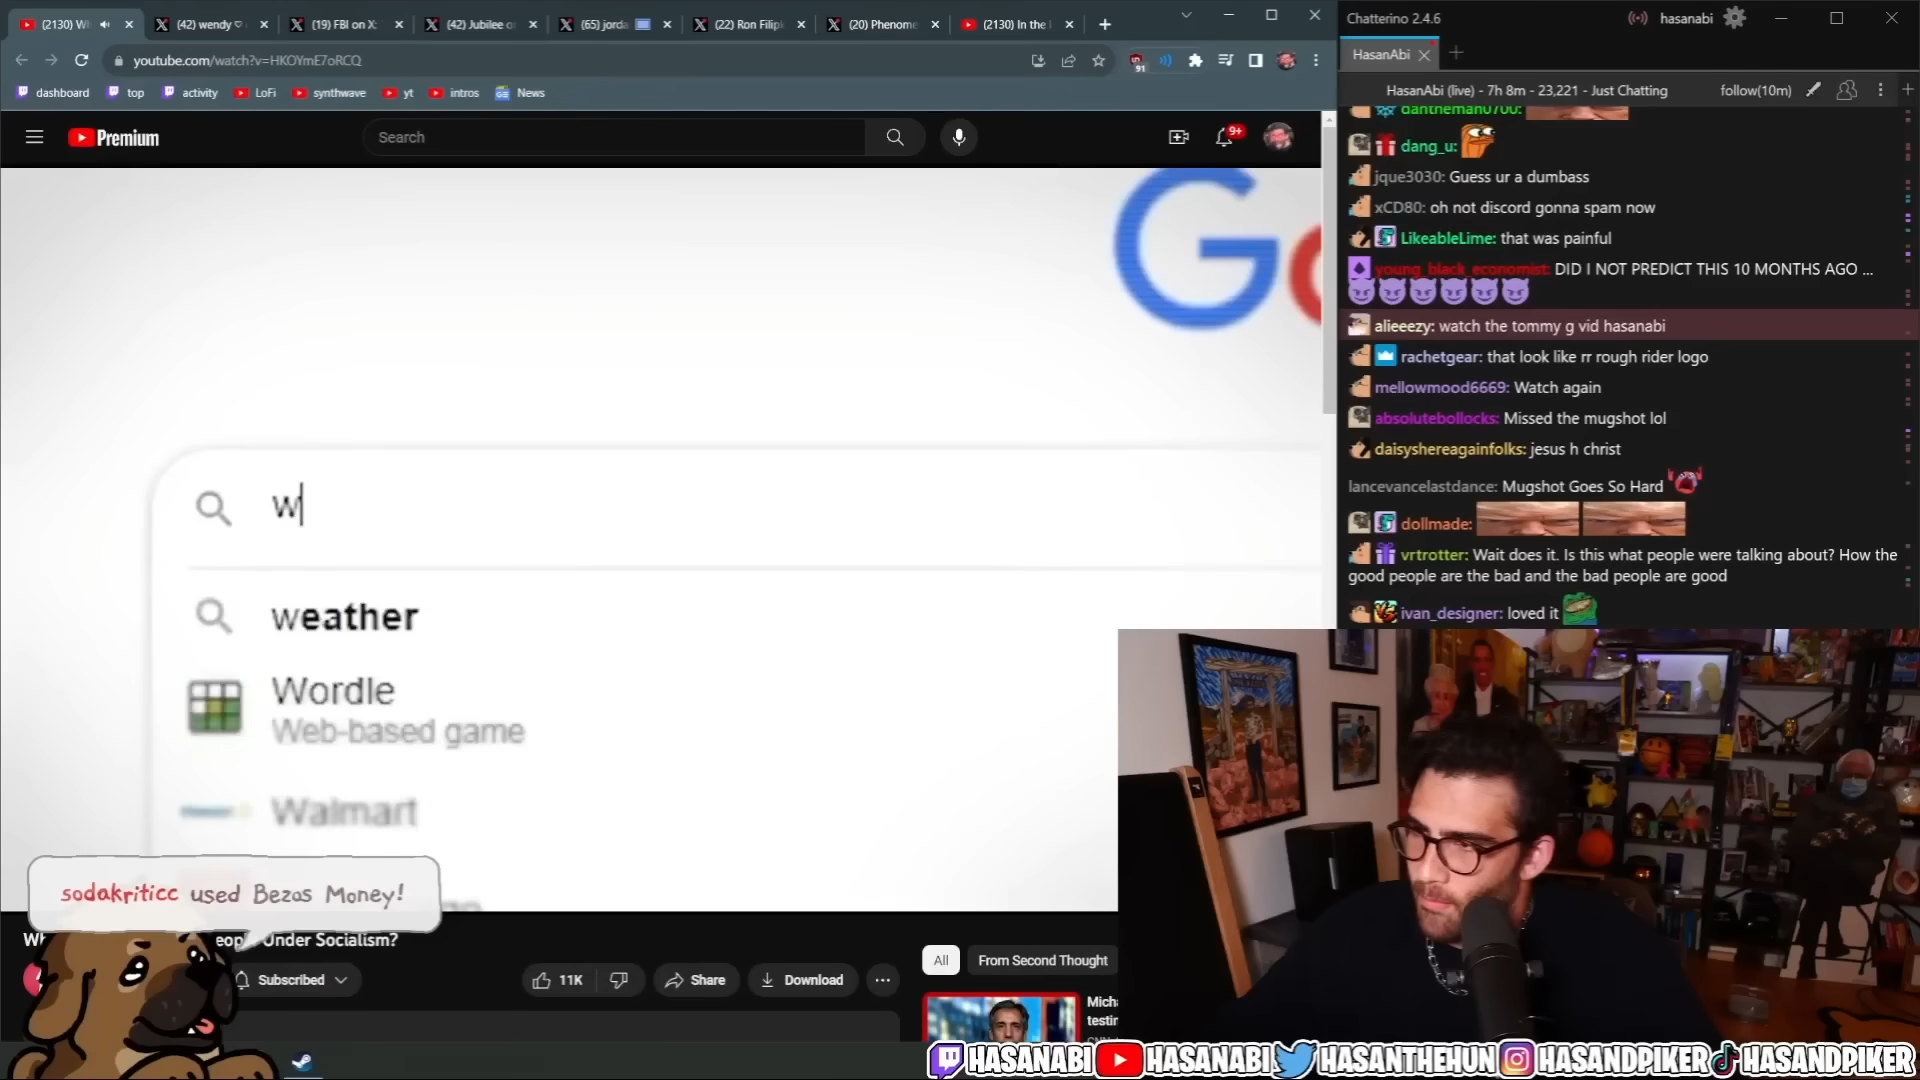 (2130) Wh
(42) wendy ♡
(19) FBI on X:
(42) Jubilee o
(65) jorda
(22) Ron Filip
(20) Phenome
(2130) In the
youtube.com/watch?v=HKOYmE7oRCQ
91
dashboard
top
activity
LoFi
synthwave
yt
intros
News
Premium
Search
9+
Go
w
weather
Wordle
Web-based game
Walmart
sodakriticc used Bezos Money!
Under Socialism?
Subscribed
11K
Share
Download
All
From Second Thought
Micha
testin
Chatterino 2.4.6
hasanabi
HasanAbi
HasanAbi (live) - 7h 8m - 23,221 - Just Chatting
follow(10m)
dantheman0700:
dang_u:
jque3030: Guess ur a dumbass
xCD80: oh not discord gonna spam now
LikeableLime: that was painful
young_black_economist: DID I NOT PREDICT THIS 10 MONTHS AGO ...
alieeezy: watch the tommy g vid hasanabi
rachetgear: that look like rr rough rider logo
mellowmood6669: Watch again
absolutebollocks: Missed the mugshot lol
daisyshereagainfolks: jesus h christ
lancevancelastdance: Mugshot Goes So Hard
dollmade:
vrtrotter: Wait does it. Is this what people were talking about? How the
good people are the bad and the bad people are good
ivan_designer: loved it
HASANABI HASANABI HASANTHEHUN HASANDPIKER HASANDPIKER